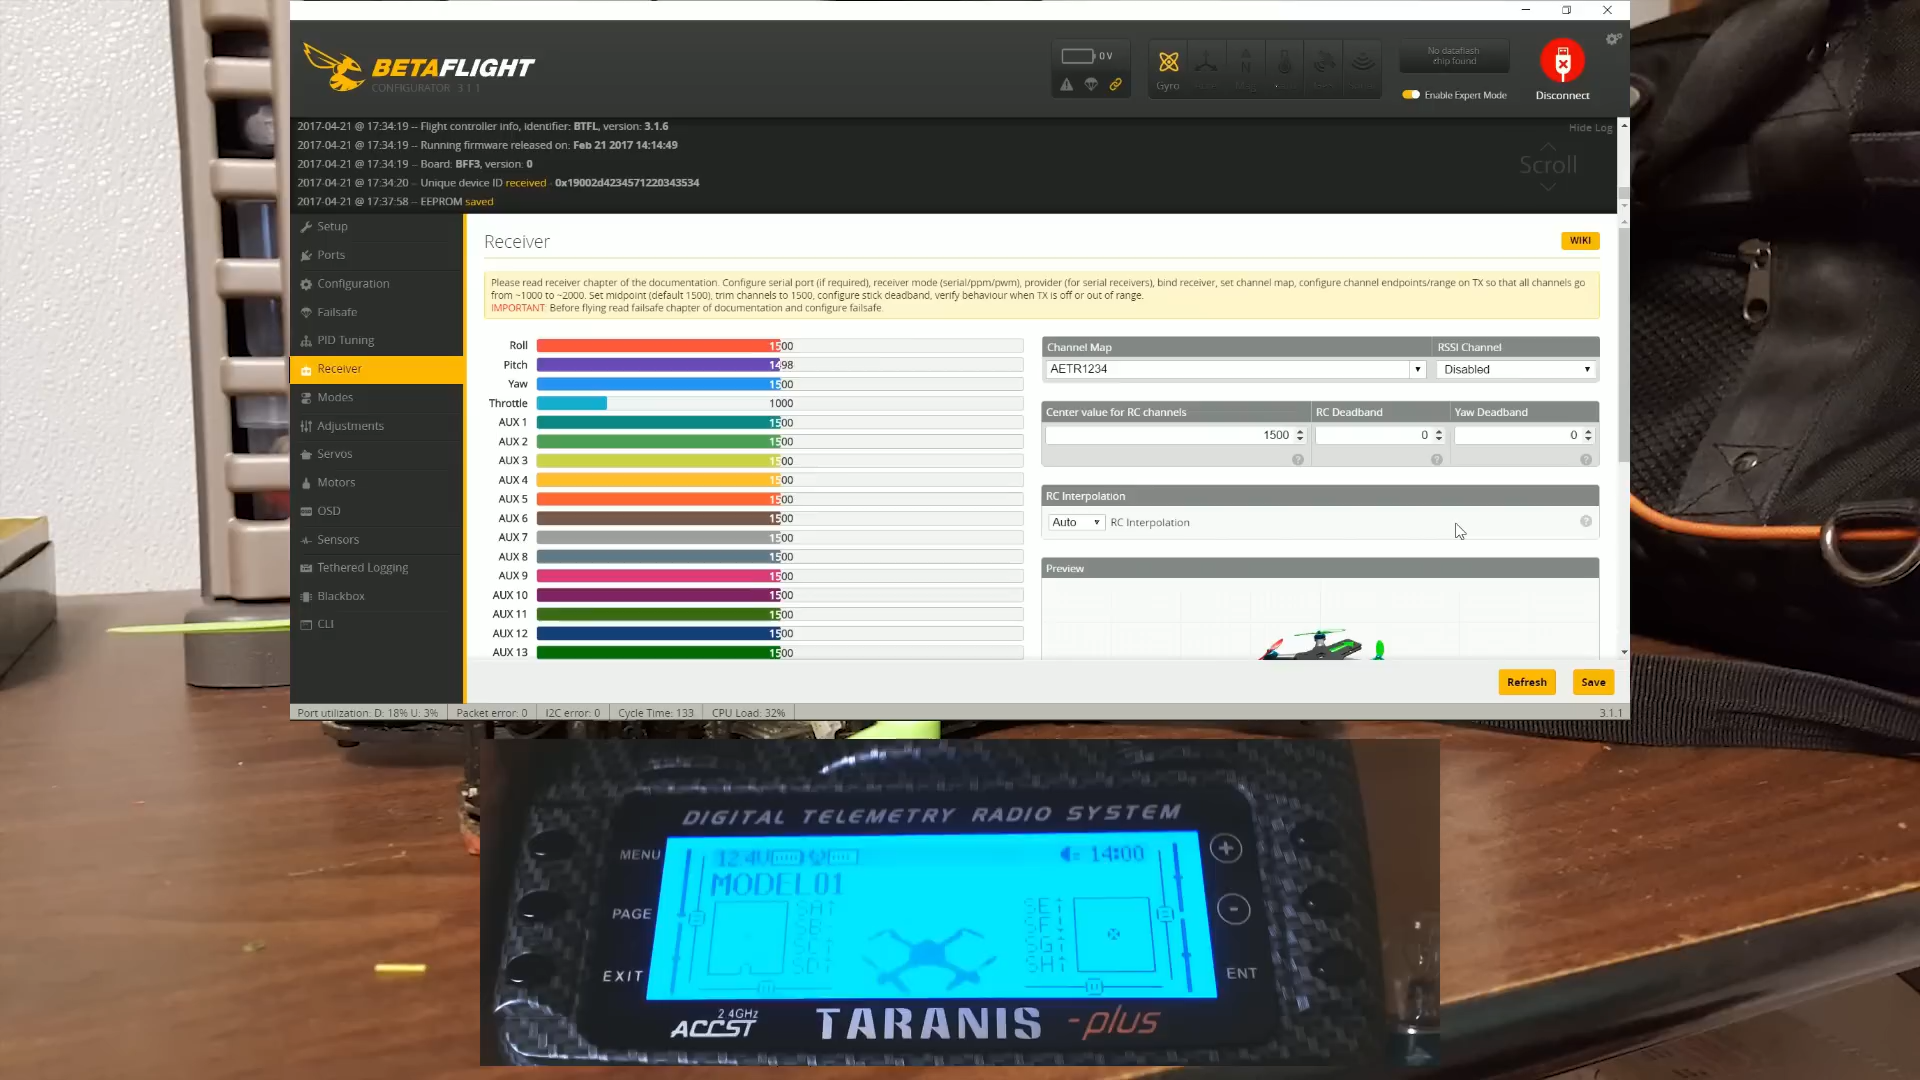 BETAFLIGHT
CONFIGURATOR 3.1.1
0 V
Gyro
No dataflash
chip found
Enable Expert Mode
Disconnect
2017-04-21 @ 17:34:19 -- Flight controller info, identifier: BTFL, version: 3.1.6
2017-04-21 @ 17:34:19 -- Running firmware released on: Feb 21 2017 14:14:49
2017-04-21 @ 17:34:19 -- Board: BFF3, version: 0
2017-04-21 @ 17:34:20 -- Unique device ID received - 0x19002d4234571220343534
2017-04-21 @ 17:37:58 -- EEPROM saved
Hide Log
Scroll
Setup
Ports
Configuration
Failsafe
PID Tuning
Receiver
Modes
Adjustments
Servos
Motors
OSD
Sensors
Tethered Logging
Blackbox
CLI
Receiver
WIKI
Please read receiver chapter of the documentation. Configure serial port (if required), receiver mode (serial/ppm/pwm), provider (for serial receivers), bind receiver, set channel map, configure channel endpoints/range on TX so that all channels go
from ~1000 to ~2000. Set midpoint (default 1500), trim channels to 1500, configure stick deadband, verify behaviour when TX is off or out of range.
IMPORTANT: Before flying read failsafe chapter of documentation and configure failsafe.
Roll 1500
Pitch 1498
Yaw 1500
Throttle 1000
AUX 1 1500
AUX 2 1500
AUX 3 1500
AUX 4 1500
AUX 5 1500
AUX 6 1500
AUX 7 1500
AUX 8 1500
AUX 9 1500
AUX 10 1500
AUX 11 1500
AUX 12 1500
AUX 13 1500
Channel Map RSSI Channel
AETR1234 Disabled
Center value for RC channels RC Deadband Yaw Deadband
1500 0 0
RC Interpolation
Auto RC Interpolation
Preview
Refresh Save
Port utilization: D: 18% U: 3% Packet error: 0 I2C error: 0 Cycle Time: 133 CPU Load: 32% 3.1.1
DIGITAL TELEMETRY RADIO SYSTEM
MENU
PAGE
EXIT
12.4V
14:00
MODEL01
SA↑
SB-
SC-
SD↑
SE↑
SF↑
SG↑
SH↑
+
-
ENT
2.4GHz
ACCST
TARANIS -plus